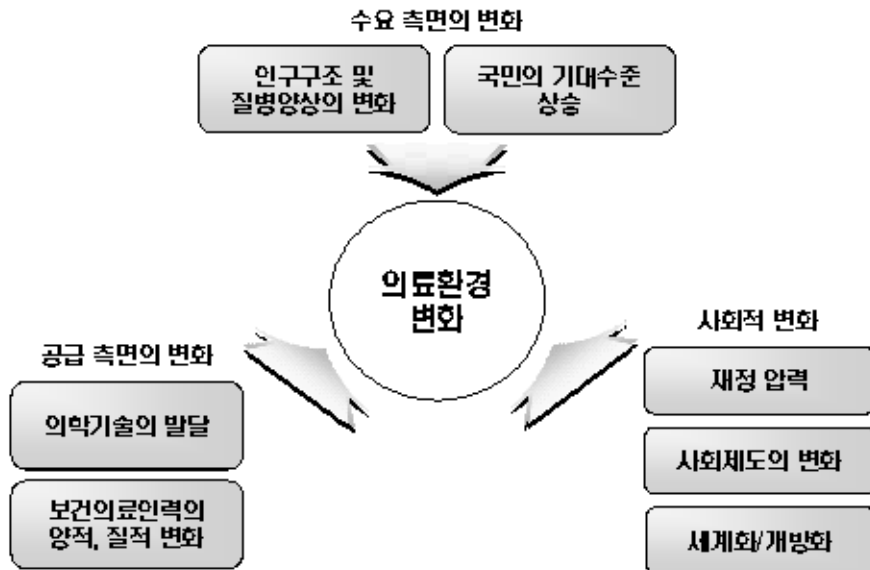 수요 측면의 변화
인구구조 및
질병양상의 변화
국민의 기대수준
상승
의료환경
변화
공급 측면의 변화
의학기술의 발달
보건의료인력의
양적, 질적 변화
사회적 변화
재정 압력
사회제도의 변화
세계화/개방화